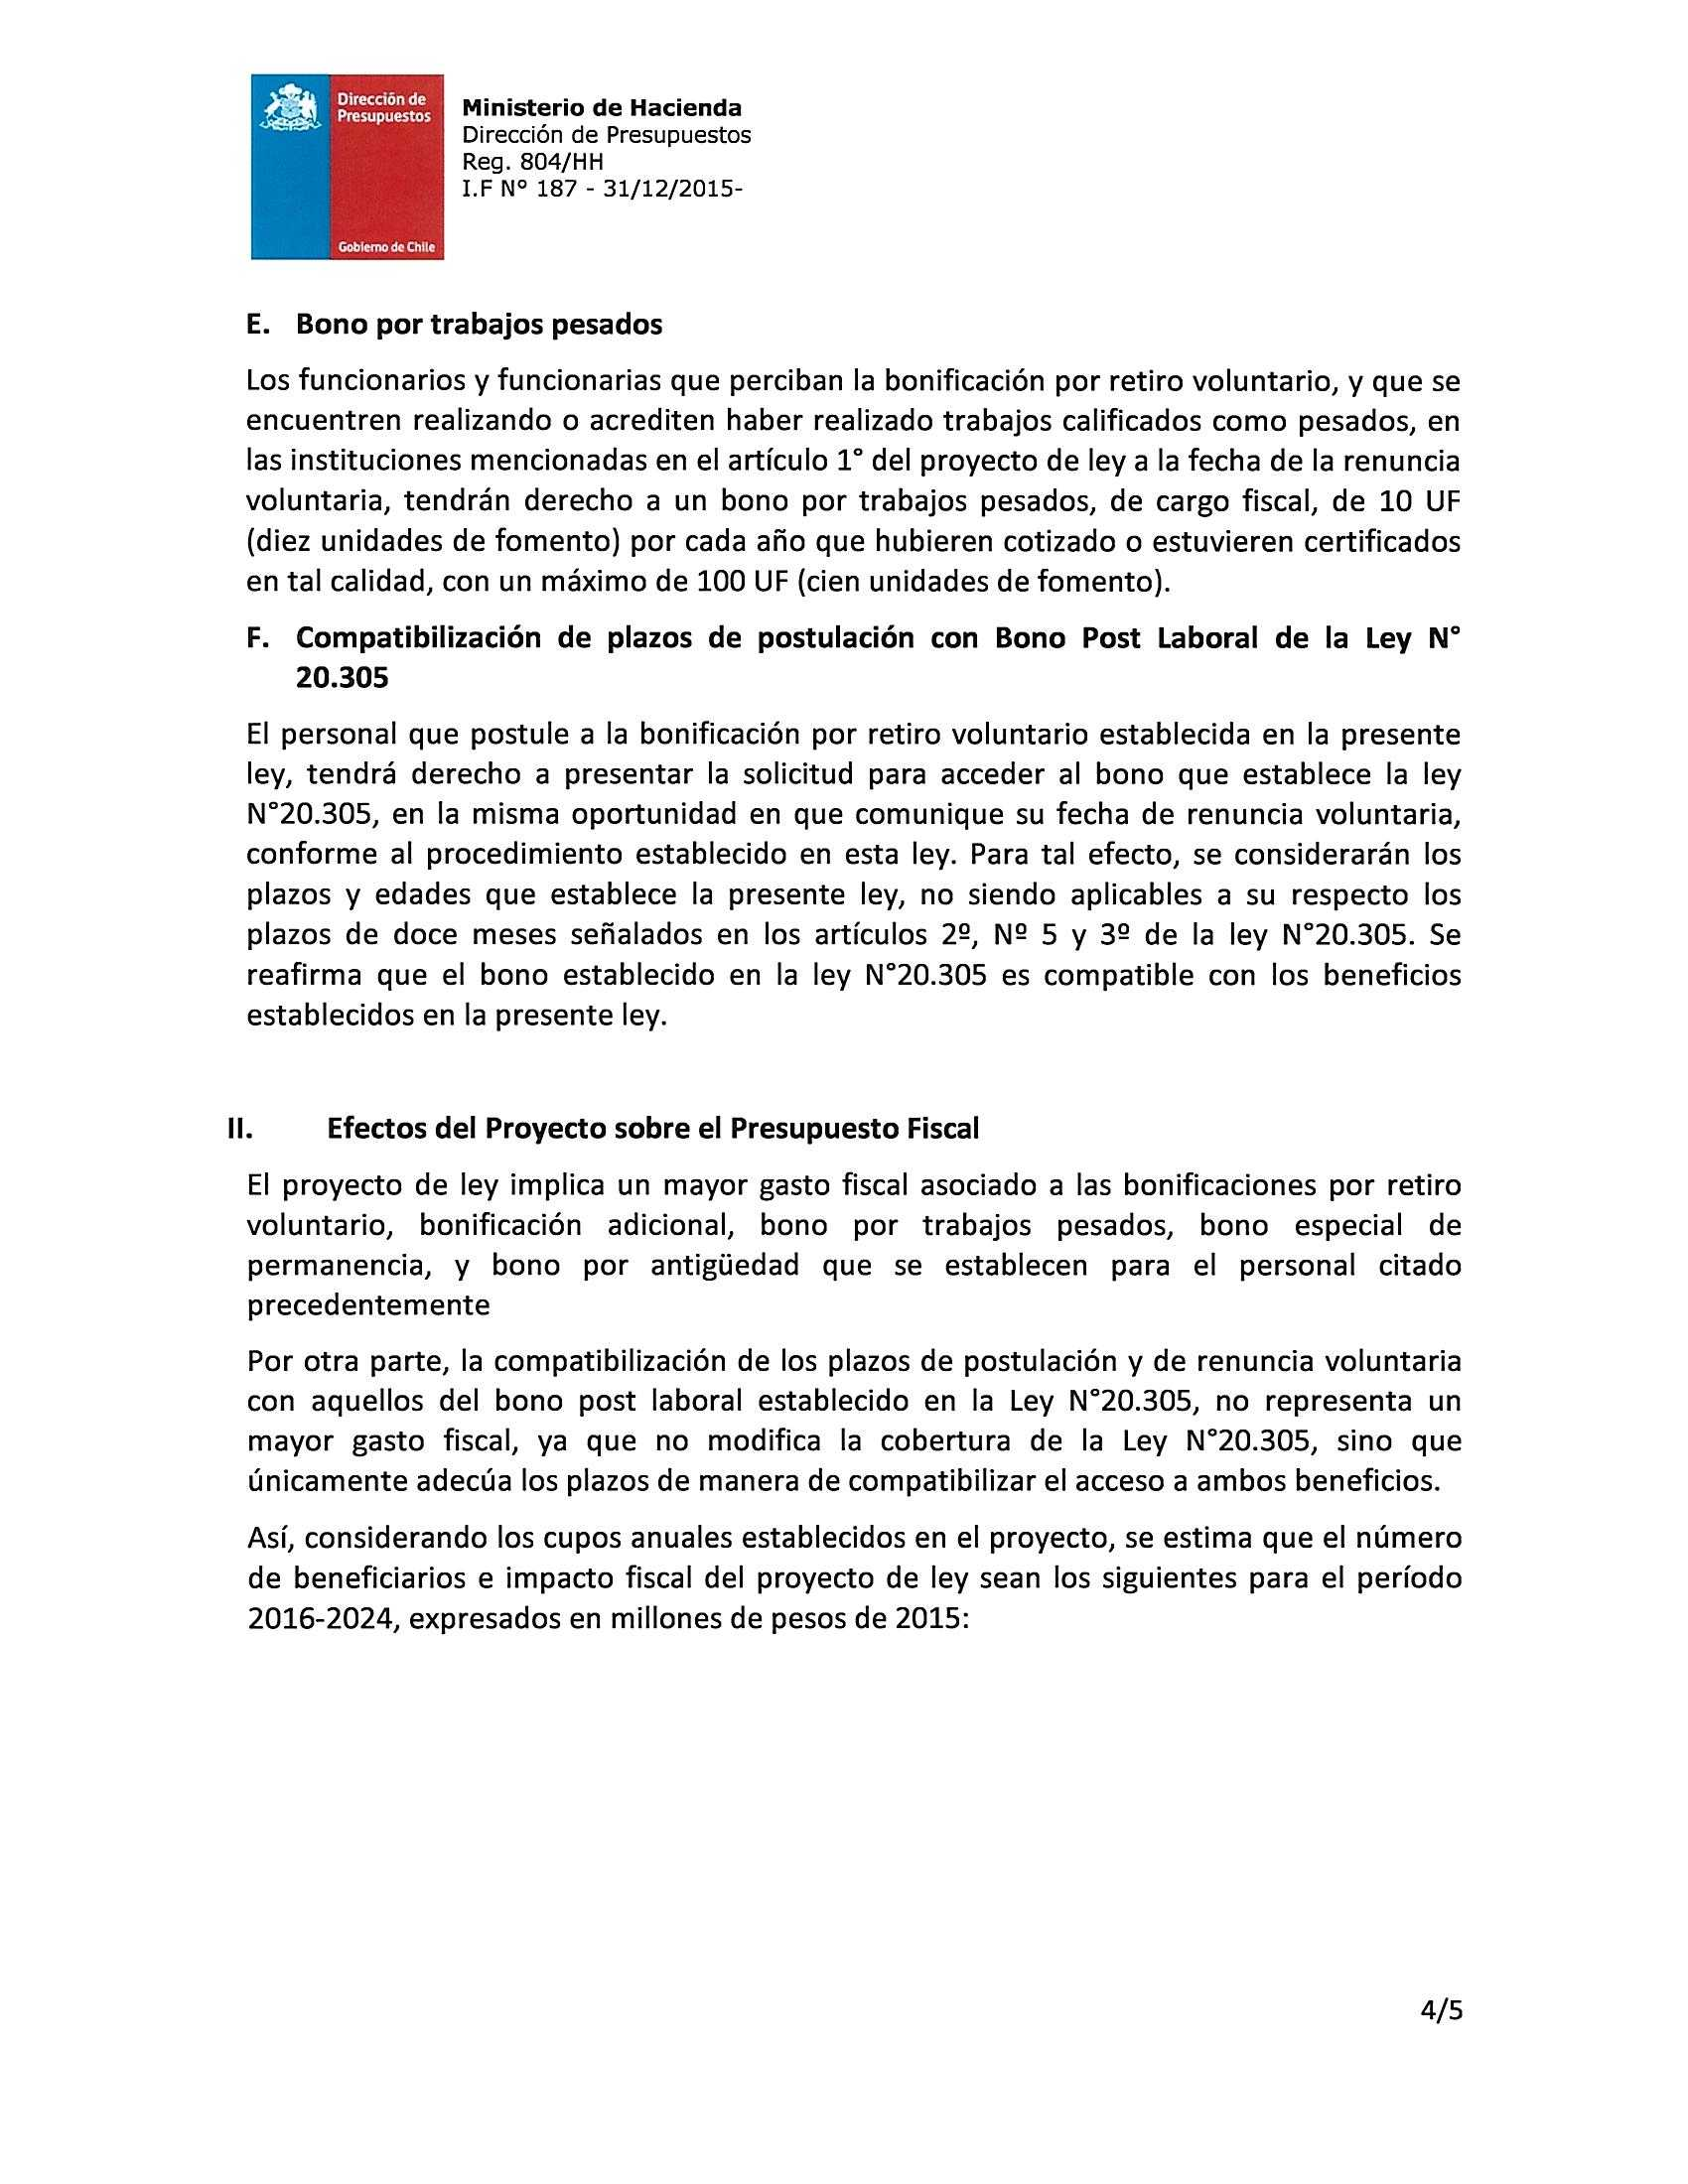 Dirección de
Presupuestos
Gobierno de Chile
Ministerio de Hacienda
Dirección de Presupuestos
Reg. 804/HH
I.F Nº 187 - 31/12/2015-
E. Bono por trabajos pesados
Los funcionarios y funcionarias que perciban la bonificación por retiro voluntario, y que se
encuentren realizando o acrediten haber realizado trabajos calificados como pesados, en
las instituciones mencionadas en el artículo 1° del proyecto de ley a la fecha de la renuncia
voluntaria, tendrán derecho a un bono por trabajos pesados, de cargo fiscal, de 10 UF
(diez unidades de fomento) por cada año que hubieren cotizado o estuvieren certificados
en tal calidad, con un máximo de 100 UF (cien unidades de fomento).
F. Compatibilización de plazos de postulación con Bono Post Laboral de la Ley N°
20.305
El personal que postule a la bonificación por retiro voluntario establecida en la presente
ley, tendrá derecho a presentar la solicitud para acceder al bono que establece la ley
N°20.305, en la misma oportunidad en que comunique su fecha de renuncia voluntaria,
conforme al procedimiento establecido en esta ley. Para tal efecto, se considerarán los
plazos y edades que establece la presente ley, no siendo aplicables a su respecto los
plazos de doce meses señalados en los artículos 2º, Nº 5 y 3º de la ley N°20.305. Se
reafirma que el bono establecido en la ley N°20.305 es compatible con los beneficios
establecidos en la presente ley.
II. Efectos del Proyecto sobre el Presupuesto Fiscal
El proyecto de ley implica un mayor gasto fiscal asociado a las bonificaciones por retiro
voluntario, bonificación adicional, bono por trabajos pesados, bono especial de
permanencia, y bono por antigüedad que se establecen para el personal citado
precedentemente
Por otra parte, la compatibilización de los plazos de postulación y de renuncia voluntaria
con aquellos del bono post laboral establecido en la Ley N°20.305, no representa un
mayor gasto fiscal, ya que no modifica la cobertura de la Ley N°20.305, sino que
únicamente adecúa los plazos de manera de compatibilizar el acceso a ambos beneficios.
Así, considerando los cupos anuales establecidos en el proyecto, se estima que el número
de beneficiarios e impacto fiscal del proyecto de ley sean los siguientes para el período
2016-2024, expresados en millones de pesos de 2015:
4/5